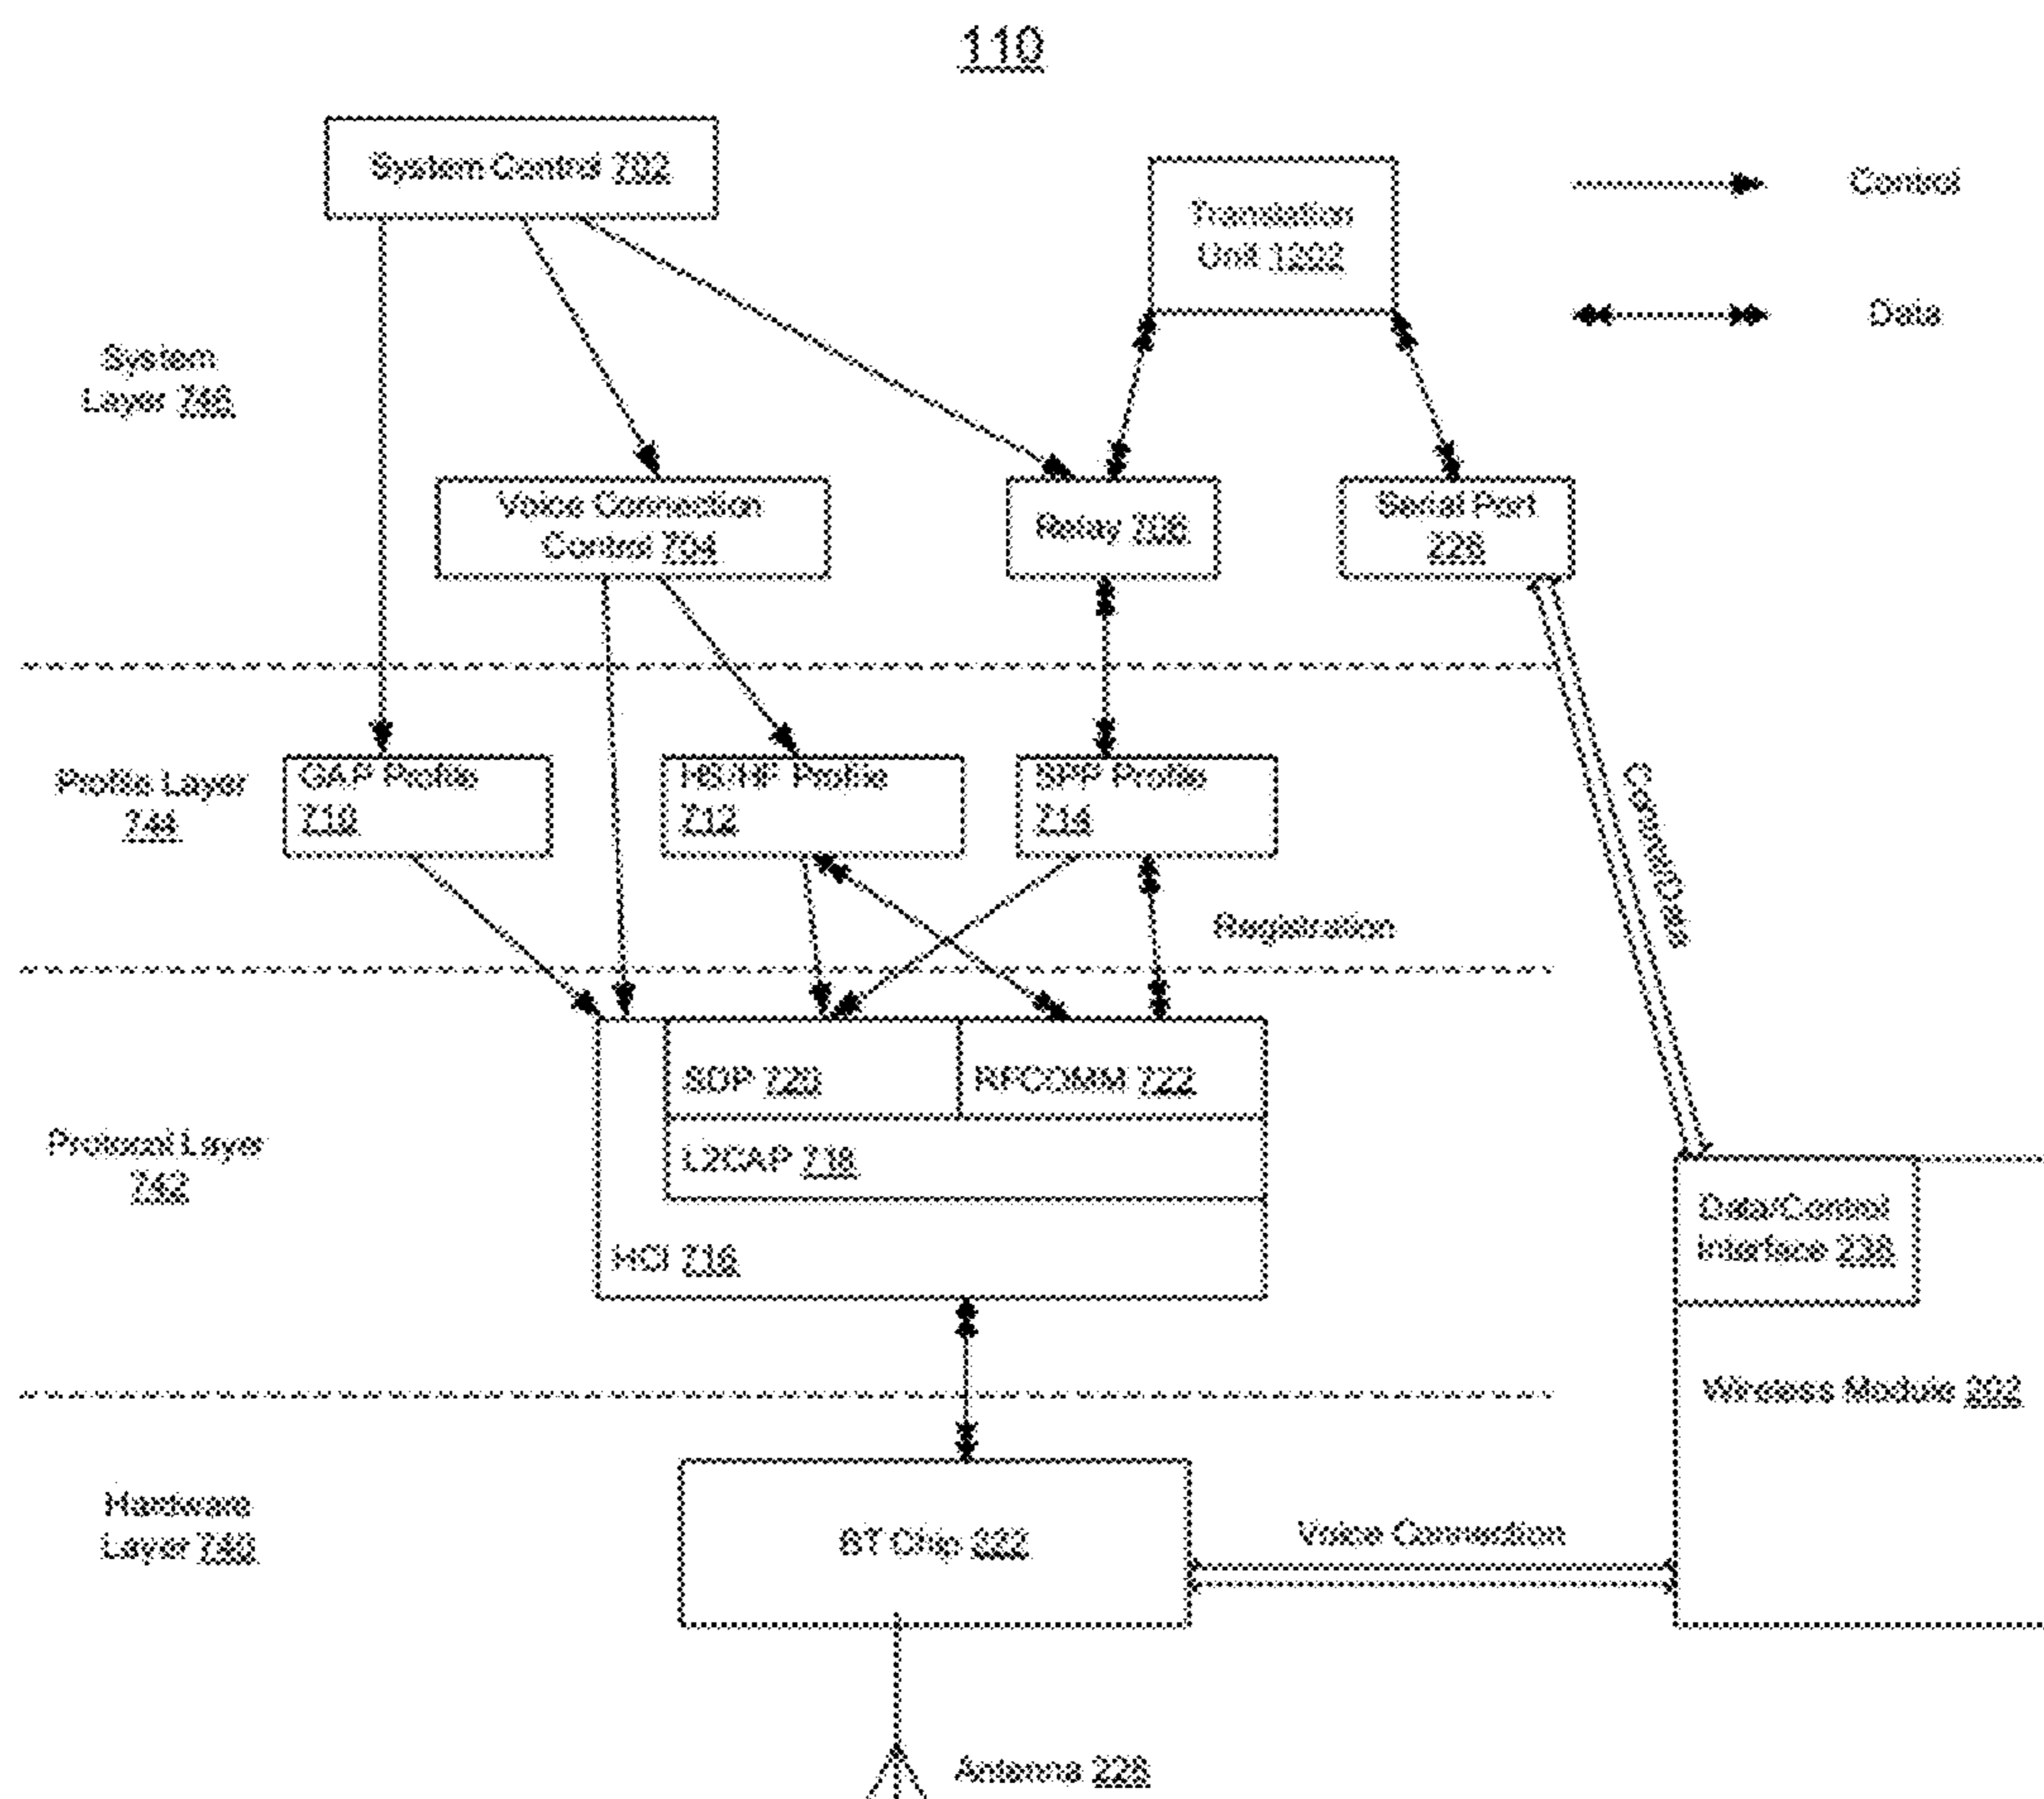 110
System Control 702
Translation
Unit 1202
Control
Data
System
Layer 746
Voice Connection
Control 704
Relay 706
Serial Port
226
Profile Layer
744
GAP Profile
710
HS/HF Profile
712
SPP Profile
714
Registration
Connection
SDP 720
RFCOMM 722
L2CAP 718
HCI 716
Protocol Layer
742
Data/Control
Interface 238
Wireless Module 202
Hardware
Layer 740
BT Chip 222
Voice Connection
Antenna 228